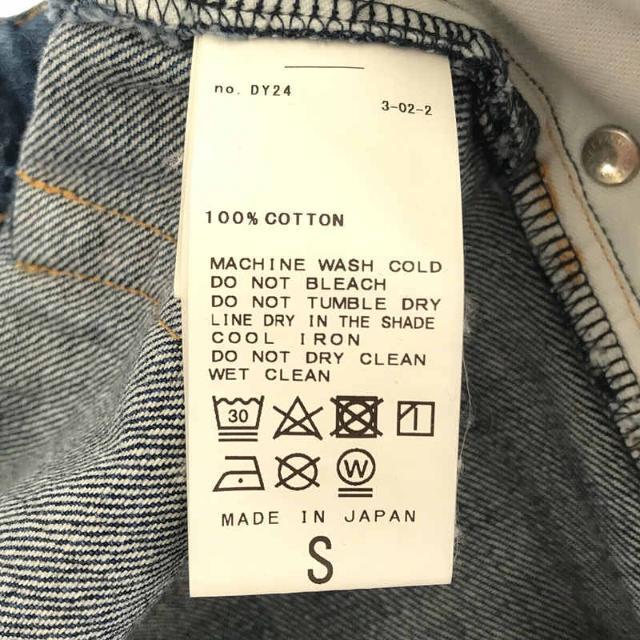 no. DY24
3-02-2
100% COTTON
MACHINE WASH COLD
DO NOT BLEACH
DO NOT TUMBLE DRY
LINE DRY IN THE SHADE
COOL IRON
DO NOT DRY CLEAN
WET CLEAN
30
W
MADE IN JAPAN
S